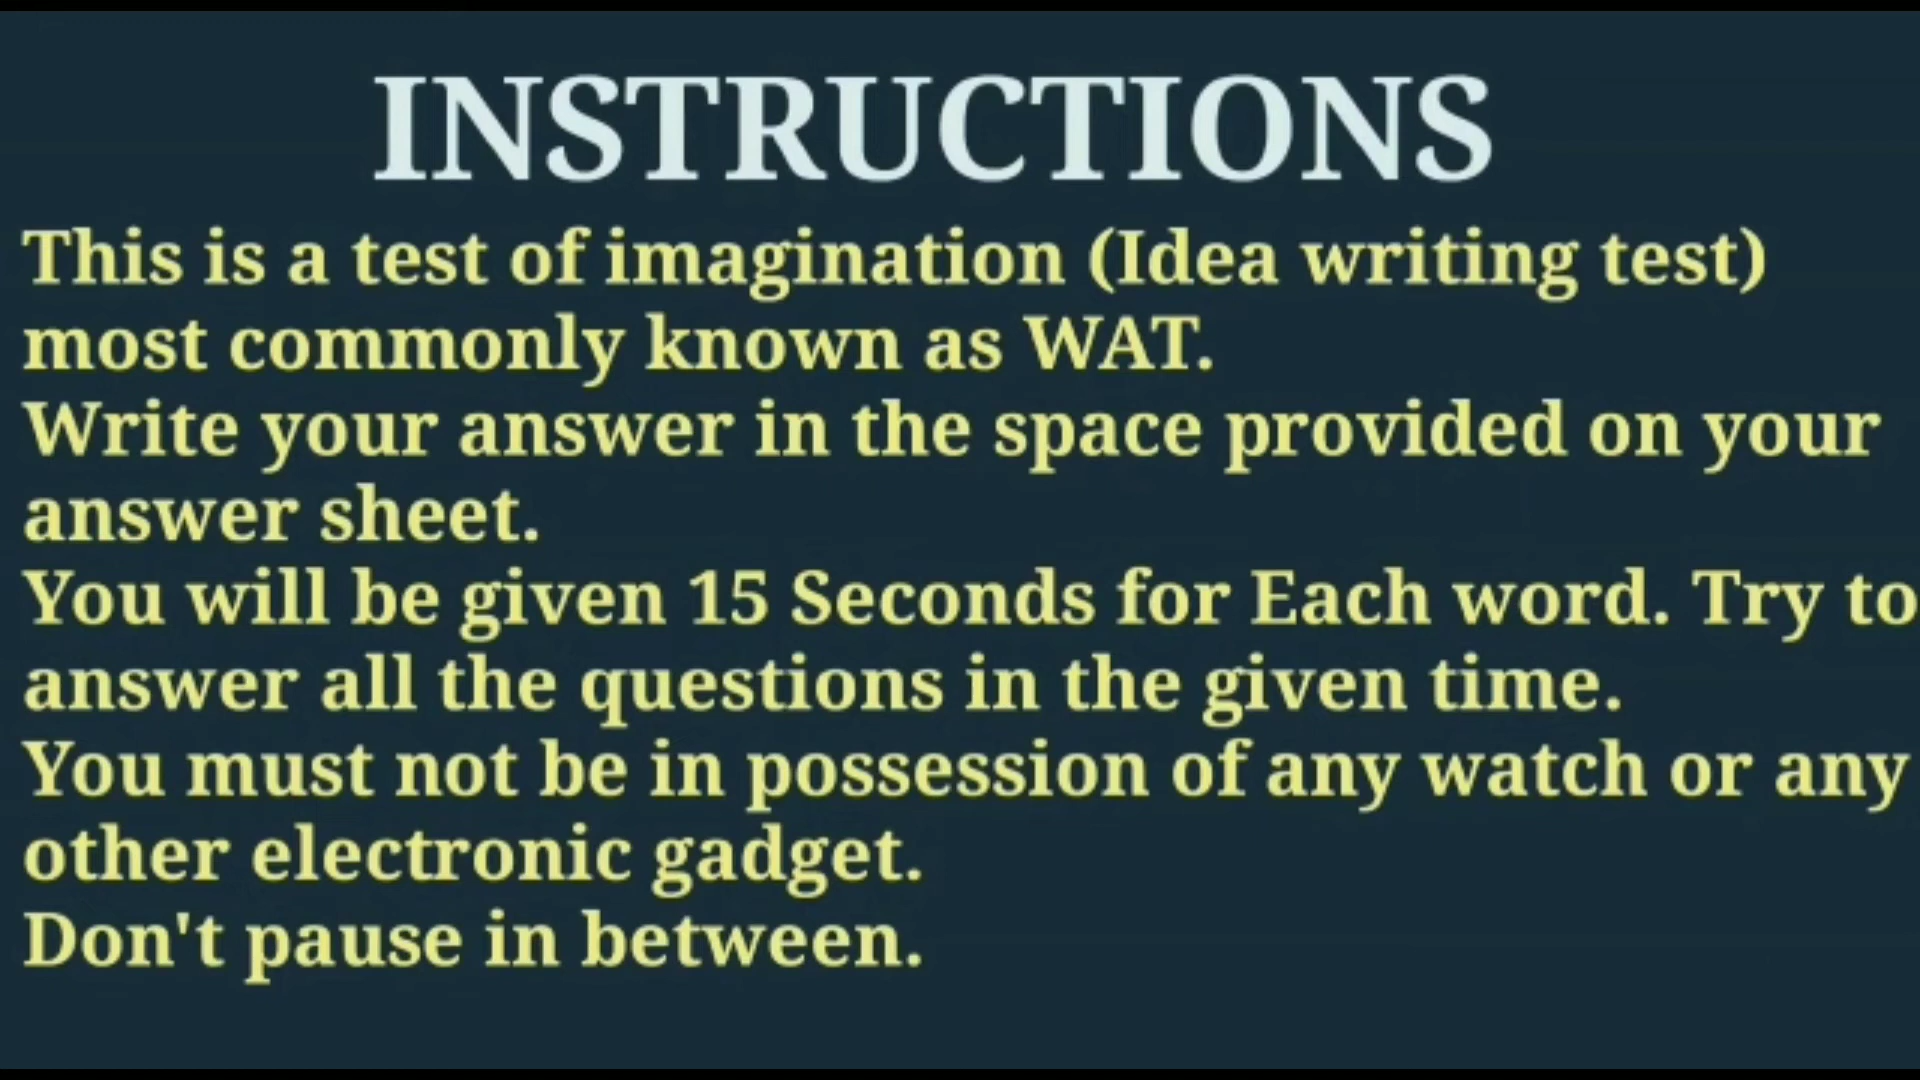 INSTRUCTIONS
This is a test of imagination (Idea writing test)
most commonly known as WAT.
Write your answer in the space provided on your
answer sheet.
You will be given 15 Seconds for Each word. Try to
answer all the questions in the given time.
You must not be in possession of any watch or any
other electronic gadget.
Don't pause in between.